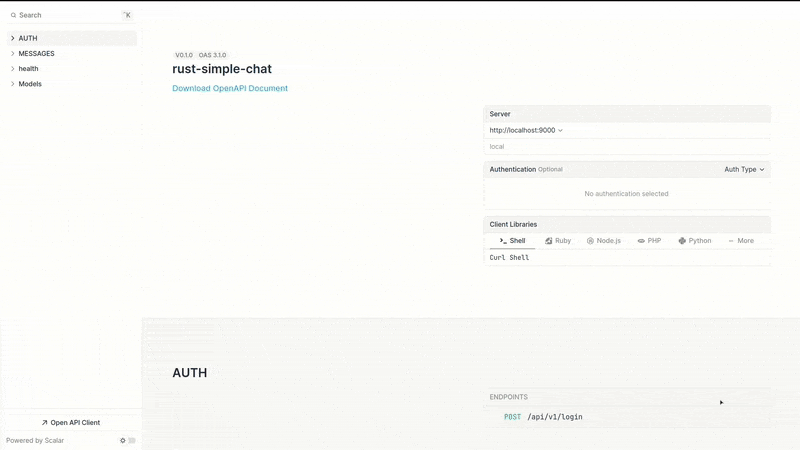 Search
⌃K
AUTH
MESSAGES
health
Models
V0.1.0 OAS 3.1.0
rust-simple-chat
Download OpenAPI Document
Server
http://localhost:9000
local
Authentication Optional Auth Type
No authentication selected
Client Libraries
Shell Ruby Node.js PHP Python More
Curl Shell
AUTH
ENDPOINTS
POST /api/v1/login
Open API Client
Powered by Scalar